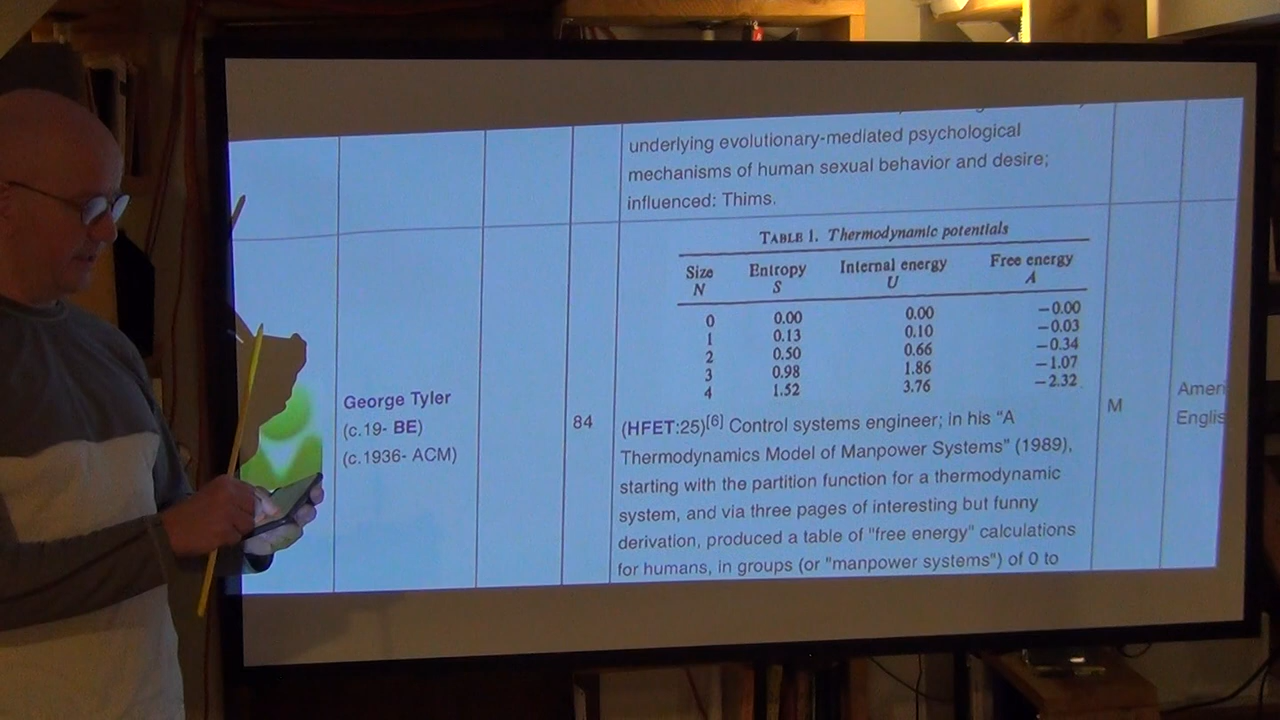 underlying evolutionary-mediated psychological
mechanisms of human sexual behavior and desire;
influenced: Thims.
TABLE 1. Thermodynamic potentials
Size Entropy Internal energy Free energy
N S U A
0 0.00 0.00 −0.00
1 0.13 0.10 −0.03
2 0.50 0.66 −0.34
3 0.98 1.86 −1.07
4 1.52 3.76 −2.32
George Tyler
(c.19- BE)
(c.1936- ACM)
84
(HFET:25)[6] Control systems engineer; in his “A
Thermodynamics Model of Manpower Systems” (1989),
starting with the partition function for a thermodynamic
system, and via three pages of interesting but funny
derivation, produced a table of "free energy" calculations
for humans, in groups (or "manpower systems") of 0 to
M
Ameri
Englis